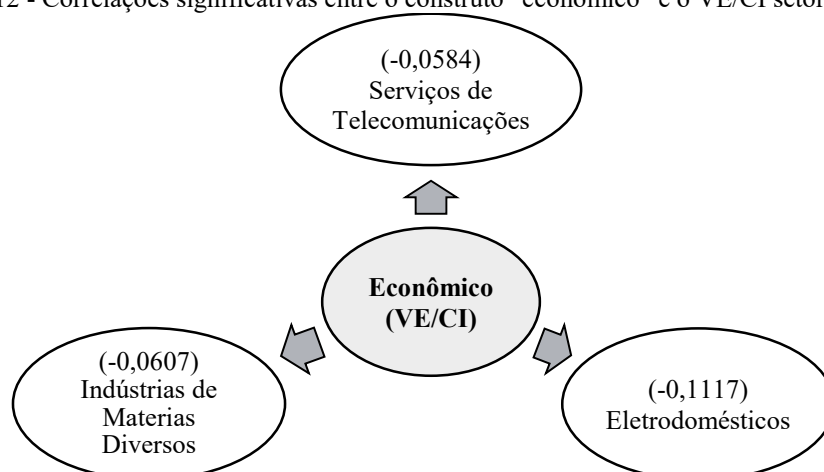 12 - Correlações significativas entre o construto "econômico" e o VE/CI
(-0,0584)
Serviços de
Telecomunicações
Econômico
(VE/CI)
(-0,0607)
Indústrias de
Materias
Diversos
(-0,1117)
Eletrodomésticos